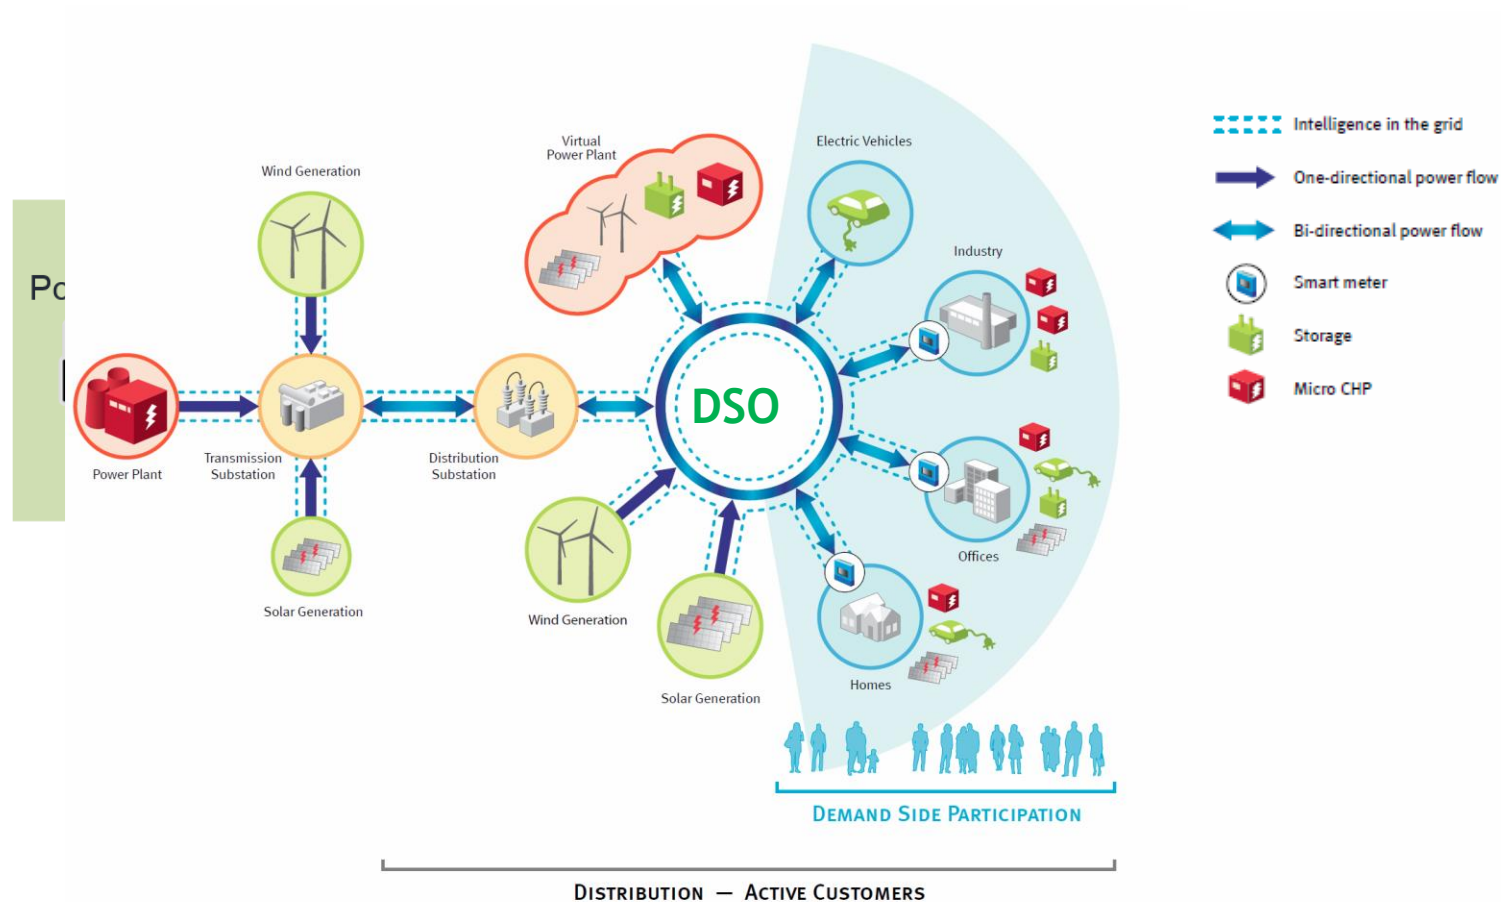 Virtual
Power Plant
Electric Vehicles
Wind Generation
Industry
DSO
Power Plant
Transmission
Substation
Distribution
Substation
Offices
Solar Generation
Wind Generation
Homes
Solar Generation
DEMAND SIDE PARTICIPATION
DISTRIBUTION — ACTIVE CUSTOMERS
Intelligence in the grid
One-directional power flow
Bi-directional power flow
Smart meter
Storage
Micro CHP